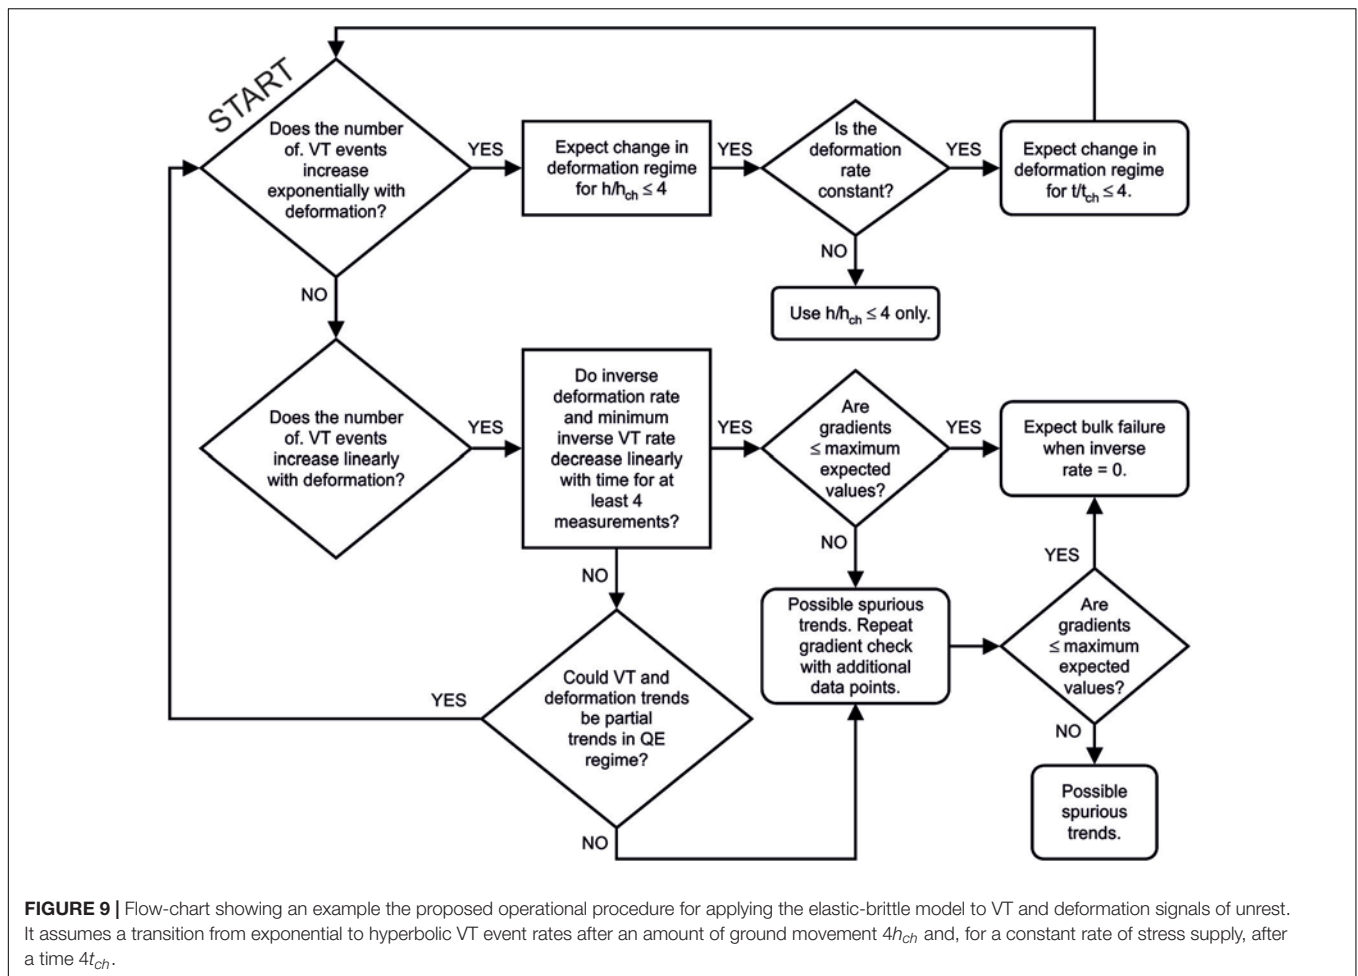 START
Does the number
of. VT events
increase
exponentially with
deformation?
YES
Expect change in
deformation regime
for h/hch ≤ 4
YES
Is the
deformation
rate
constant?
YES
Expect change in
deformation regime
for t/tch ≤ 4.
NO
Use h/hch ≤ 4 only.
NO
Does the number
of. VT events
increase linearly
with deformation?
YES
Do inverse
deformation rate
and minimum
inverse VT rate
decrease linearly
with time for at
least 4
measurements?
YES
Are
gradients
≤ maximum
expected
values?
YES
Expect bulk failure
when inverse
rate = 0.
NO
NO
YES
Possible spurious
trends. Repeat
gradient check
with additional
data points.
Are
gradients
≤ maximum
expected
values?
Could VT and
deformation trends
be partial
trends in QE
regime?
YES
NO
NO
Possible
spurious
trends.
FIGURE 9 | Flow-chart showing an example the proposed operational procedure for applying the elastic-brittle model to VT and deformation signals of unrest.
It assumes a transition from exponential to hyperbolic VT event rates after an amount of ground movement 4hch and, for a constant rate of stress supply, after
a time 4tch.